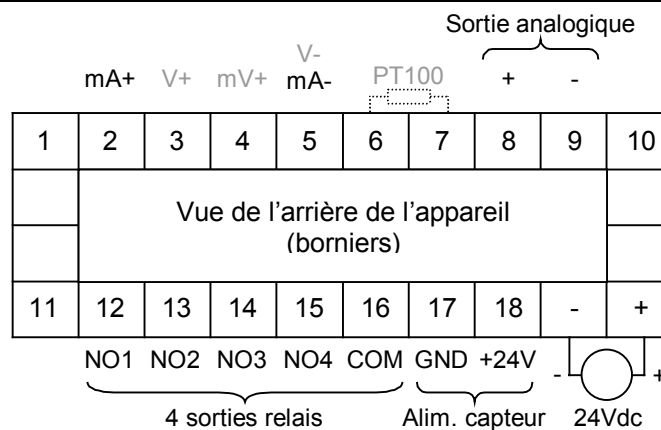 Sortie analogique
V-
mA+ V+ mV+ mA- PT100 + -
1 2 3 4 5 6 7 8 9 10
Vue de l'arrière de l'appareil
(borniers)
11 12 13 14 15 16 17 18 - +
NO1 NO2 NO3 NO4 COM GND +24V - +
4 sorties relais Alim. capteur 24Vdc